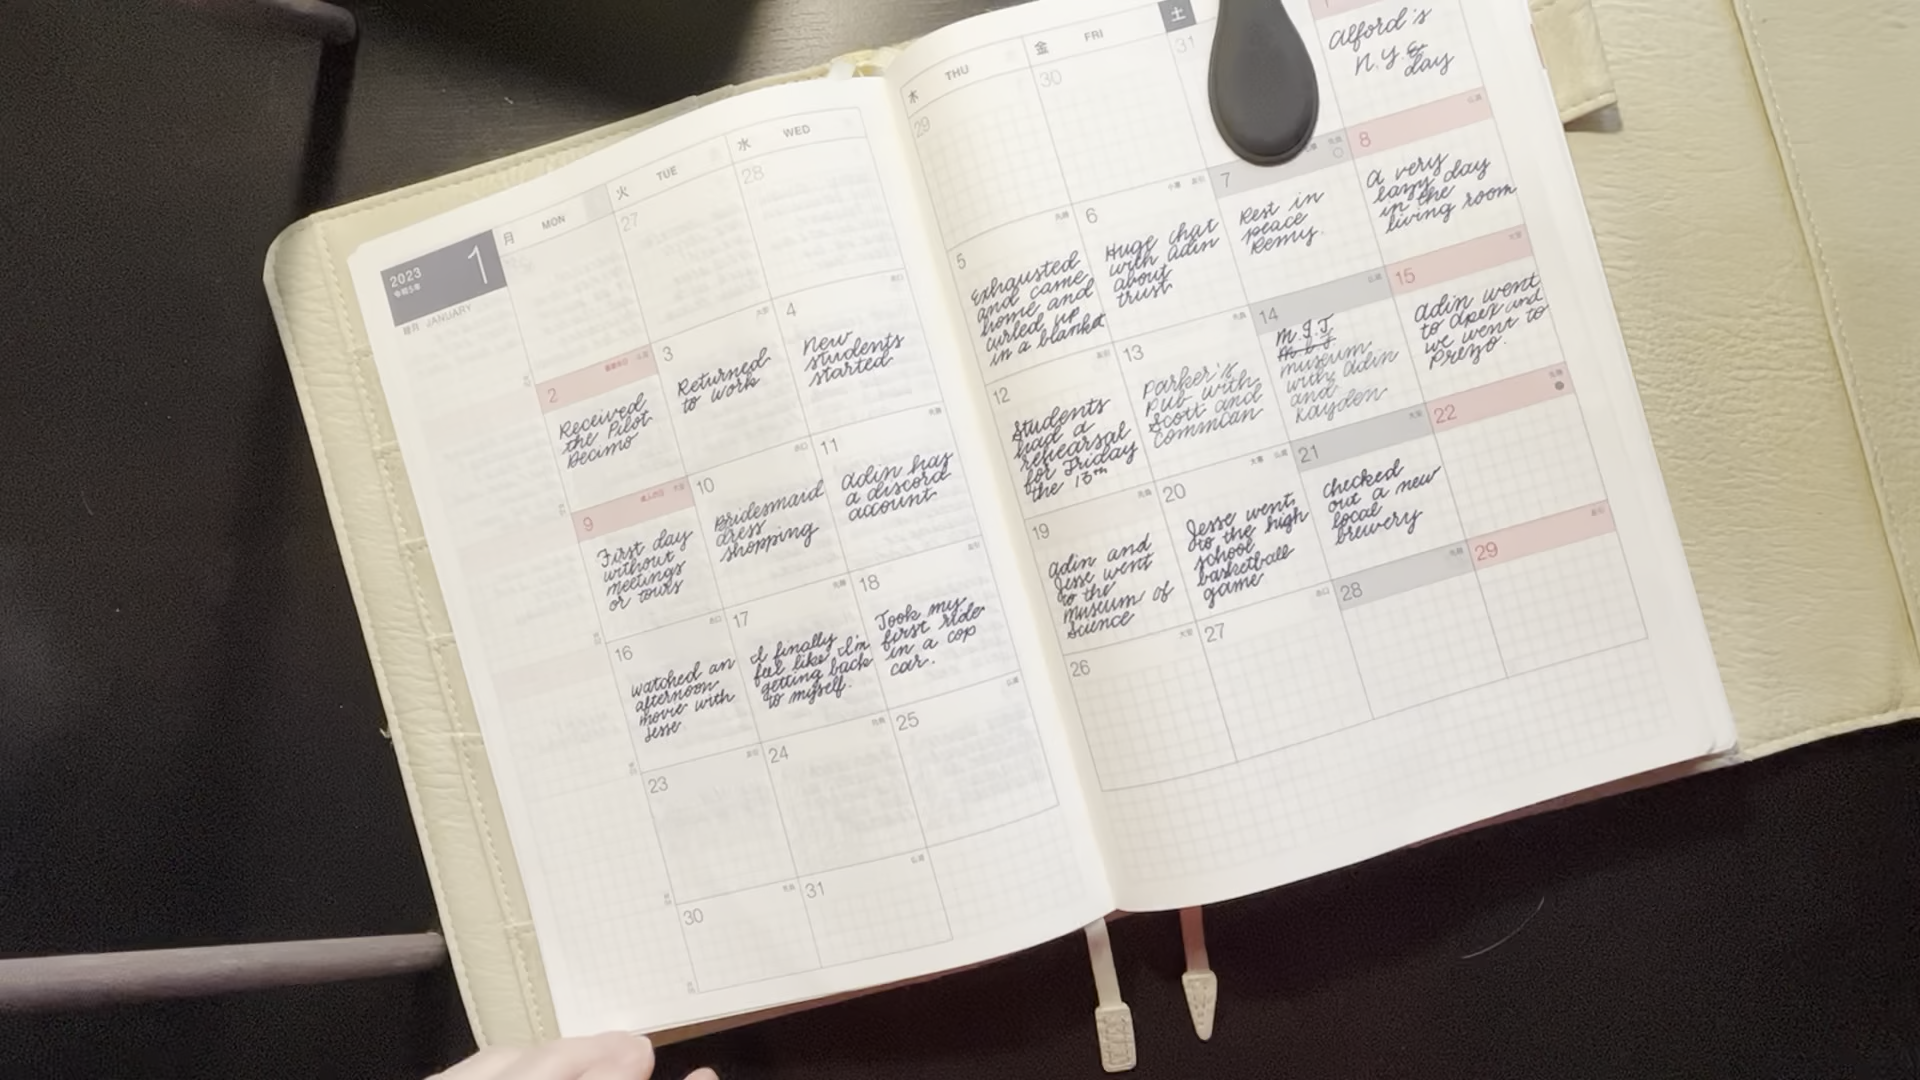 2023
令和5年
1
睦月 JANUARY
月 MON
火 TUE
水 WED
27
28
2
Received
the Pilot
Decimo
3
Returned
to work
4
New
students
started
9
First day
without
meetings
or tours
10
Bridesmaid
dress
shopping
11
Adin has
a discord
account
16
watched an
afternoon
movie with
Jesse.
17
I finally
feel like I'm
getting back
to myself.
18
Took my
first ride
in a cop
car.
23
24
25
30
31
木 THU
金 FRI
土
29
30
31
1
Alford's
N.Y.E
day
5
Exhausted
and came
home and
curled up
in a blanket
6
Huge chat
with Adin
about
trust
7
Rest in
peace
Remy.
8
A very
lazy day
in the
living room
12
Students
had a
rehearsal
for Friday
the 13th
13
Parker's
Pub with
Scott and
14
M.I.T
museum
with Adin
and
Kayden
15
Adin went
to Apex and
we went to
Prezo.
19
Adin and
Jesse went
to the
museum of
Science
20
Jesse went
to the high
school
basketball
game
21
checked
out a new
local
brewery
22
26
27
28
29